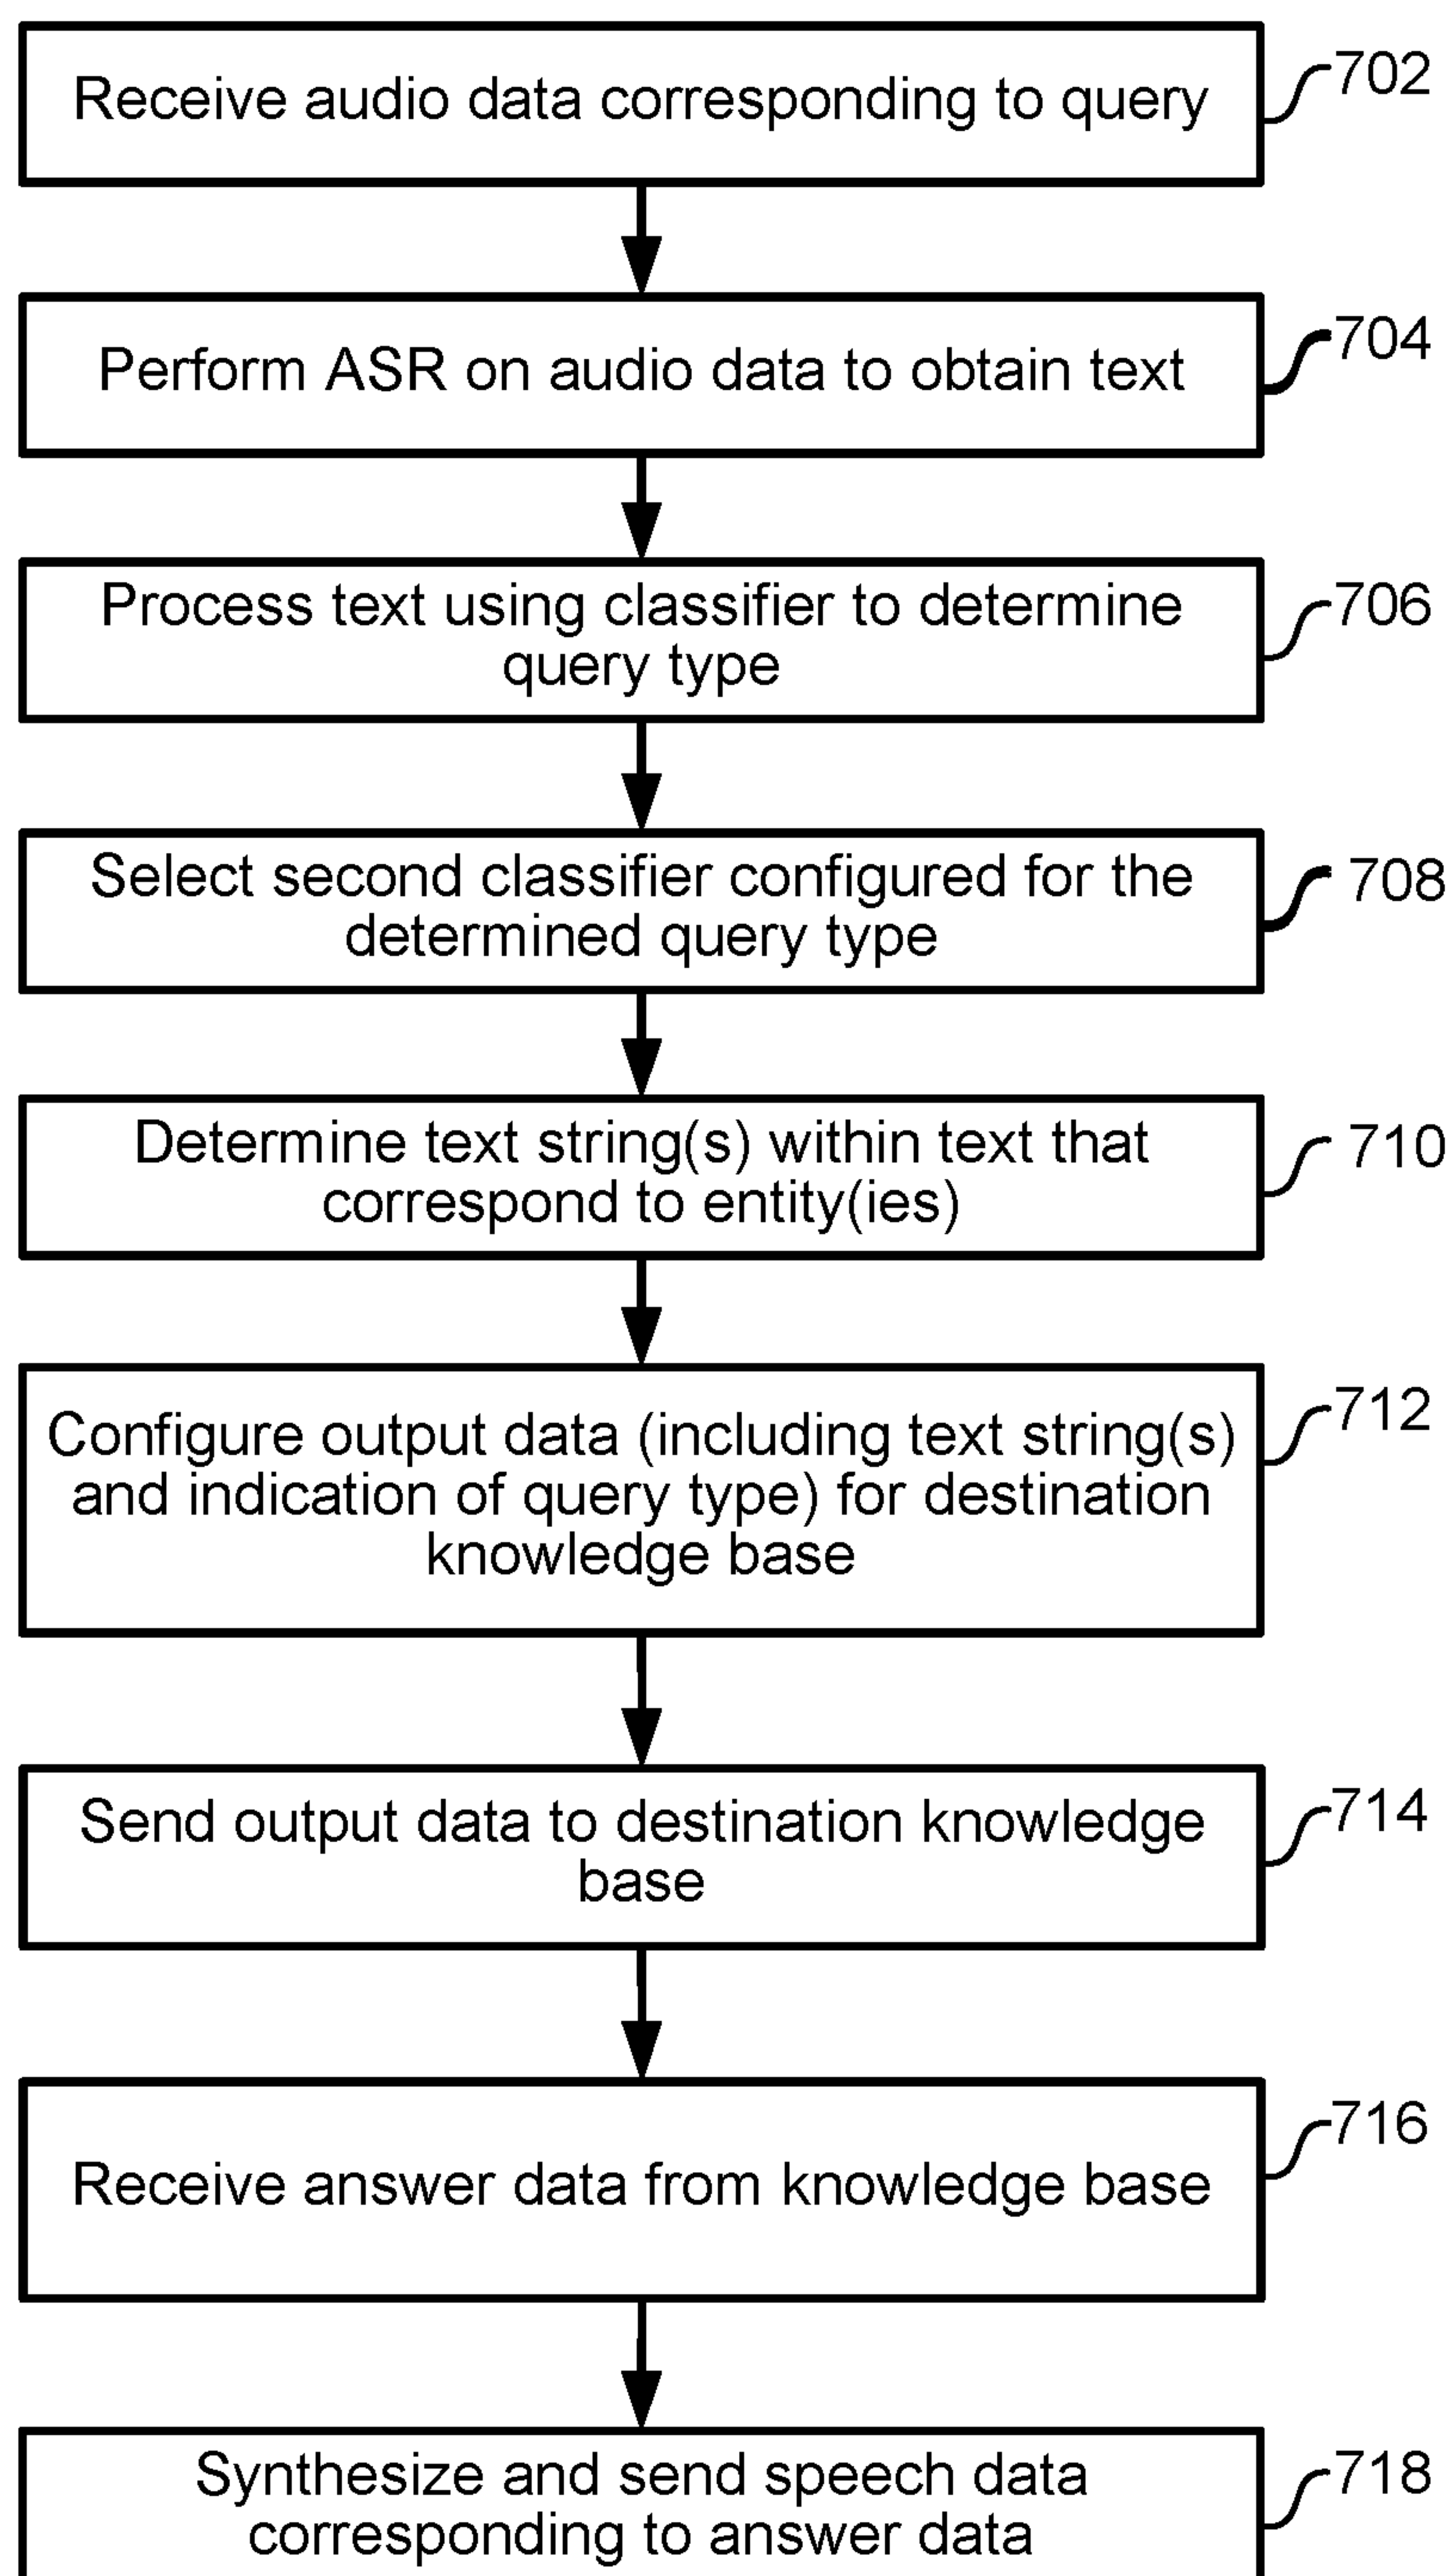 Receive audio data corresponding to query
702
Perform ASR on audio data to obtain text
704
Process text using classifier to determine
query type
706
Select second classifier configured for the
determined query type
708
Determine text string(s) within text that
correspond to entity(ies)
710
Configure output data (including text string(s)
and indication of query type) for destination
knowledge base
712
Send output data to destination knowledge
base
714
Receive answer data from knowledge base
716
Synthesize and send speech data
corresponding to answer data
718